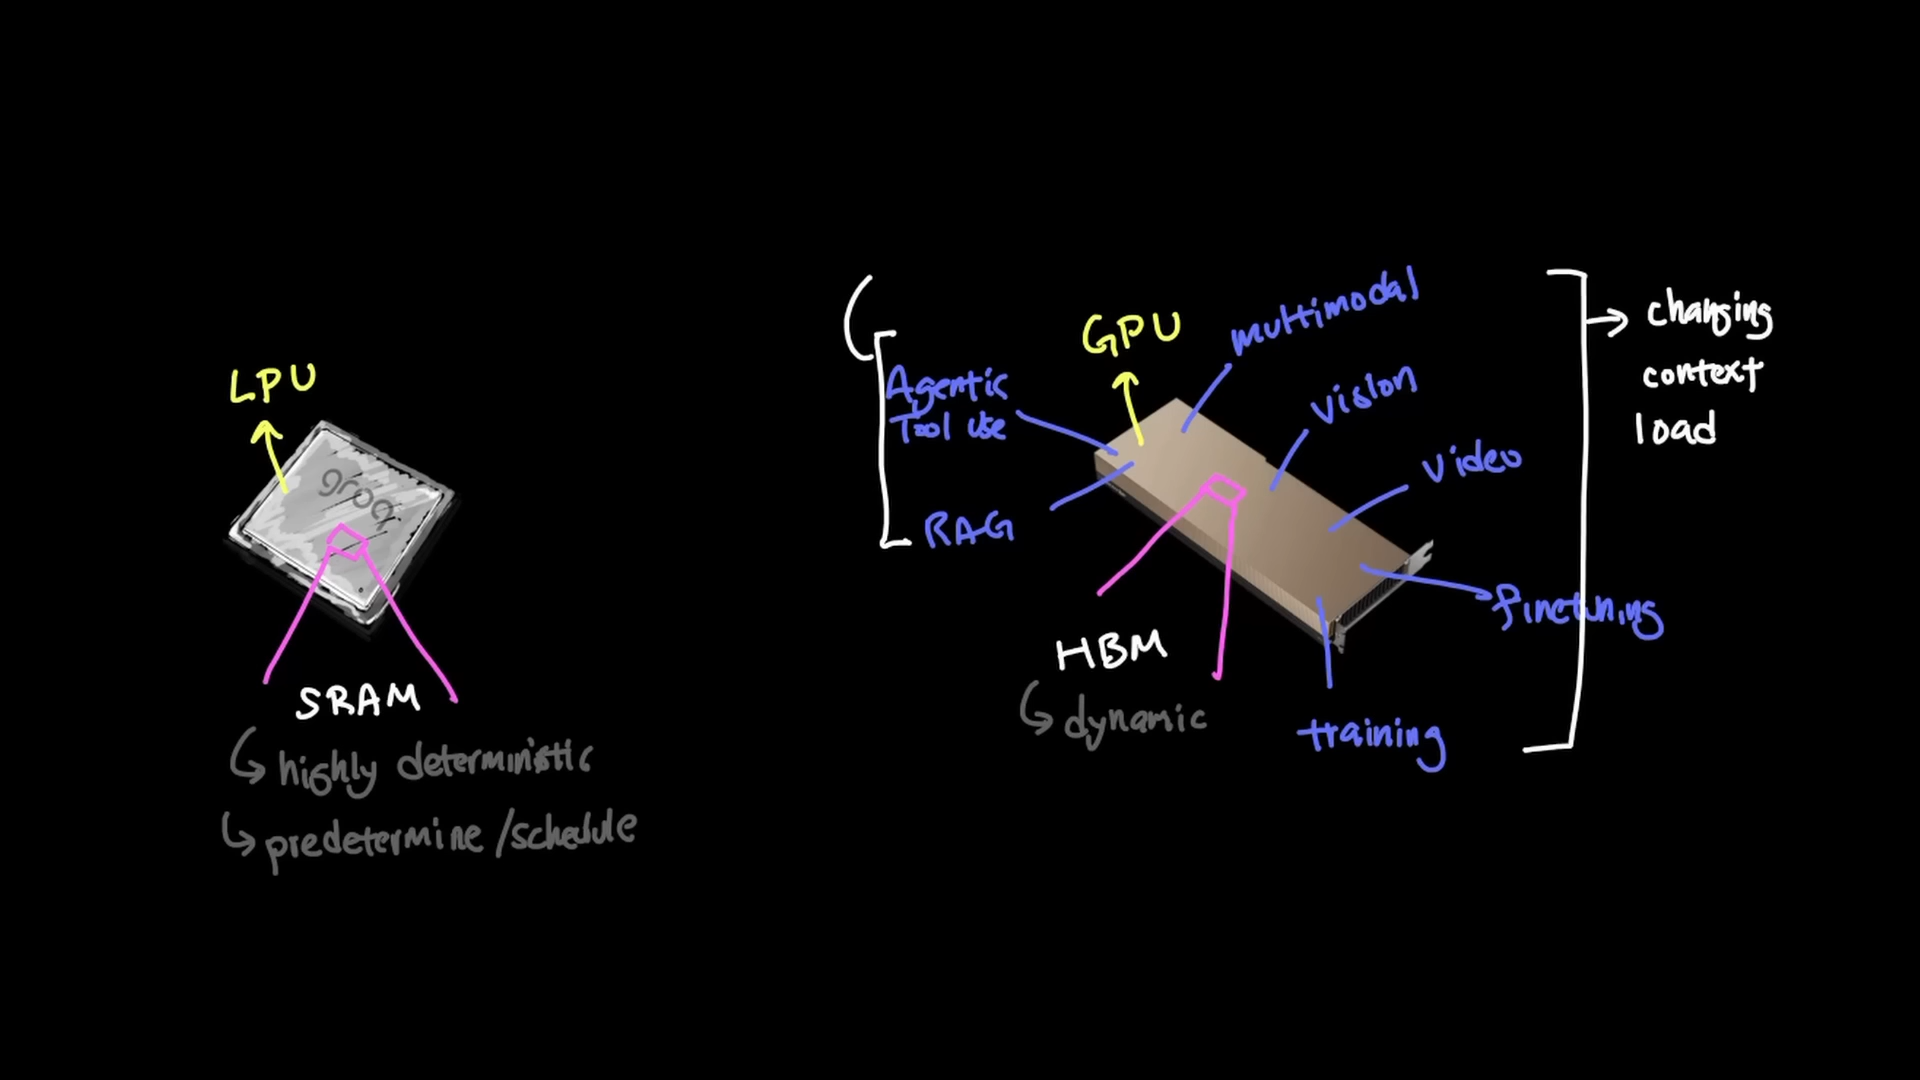 LPU
groq
SRAM
highly deterministic
predetermine /schedule
GPU
multimodal
vision
video
finetuning
training
Agentic
Tool Use
RAG
HBM
dynamic
changing
context
load